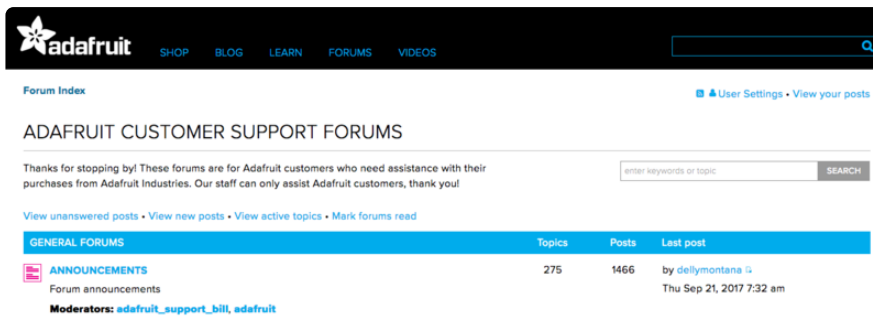 adafruit SHOP BLOG LEARN FORUMS VIDEOS
Forum Index
User Settings • View your posts
ADAFRUIT CUSTOMER SUPPORT FORUMS
Thanks for stopping by! These forums are for Adafruit customers who need assistance with their
purchases from Adafruit Industries. Our staff can only assist Adafruit customers, thank you!
enter keywords or topic SEARCH
View unanswered posts • View new posts • View active topics • Mark forums read
GENERAL FORUMS Topics Posts Last post
ANNOUNCEMENTS 275 1466 by dellymontana
Forum announcements Thu Sep 21, 2017 7:32 am
Moderators: adafruit_support_bill, adafruit